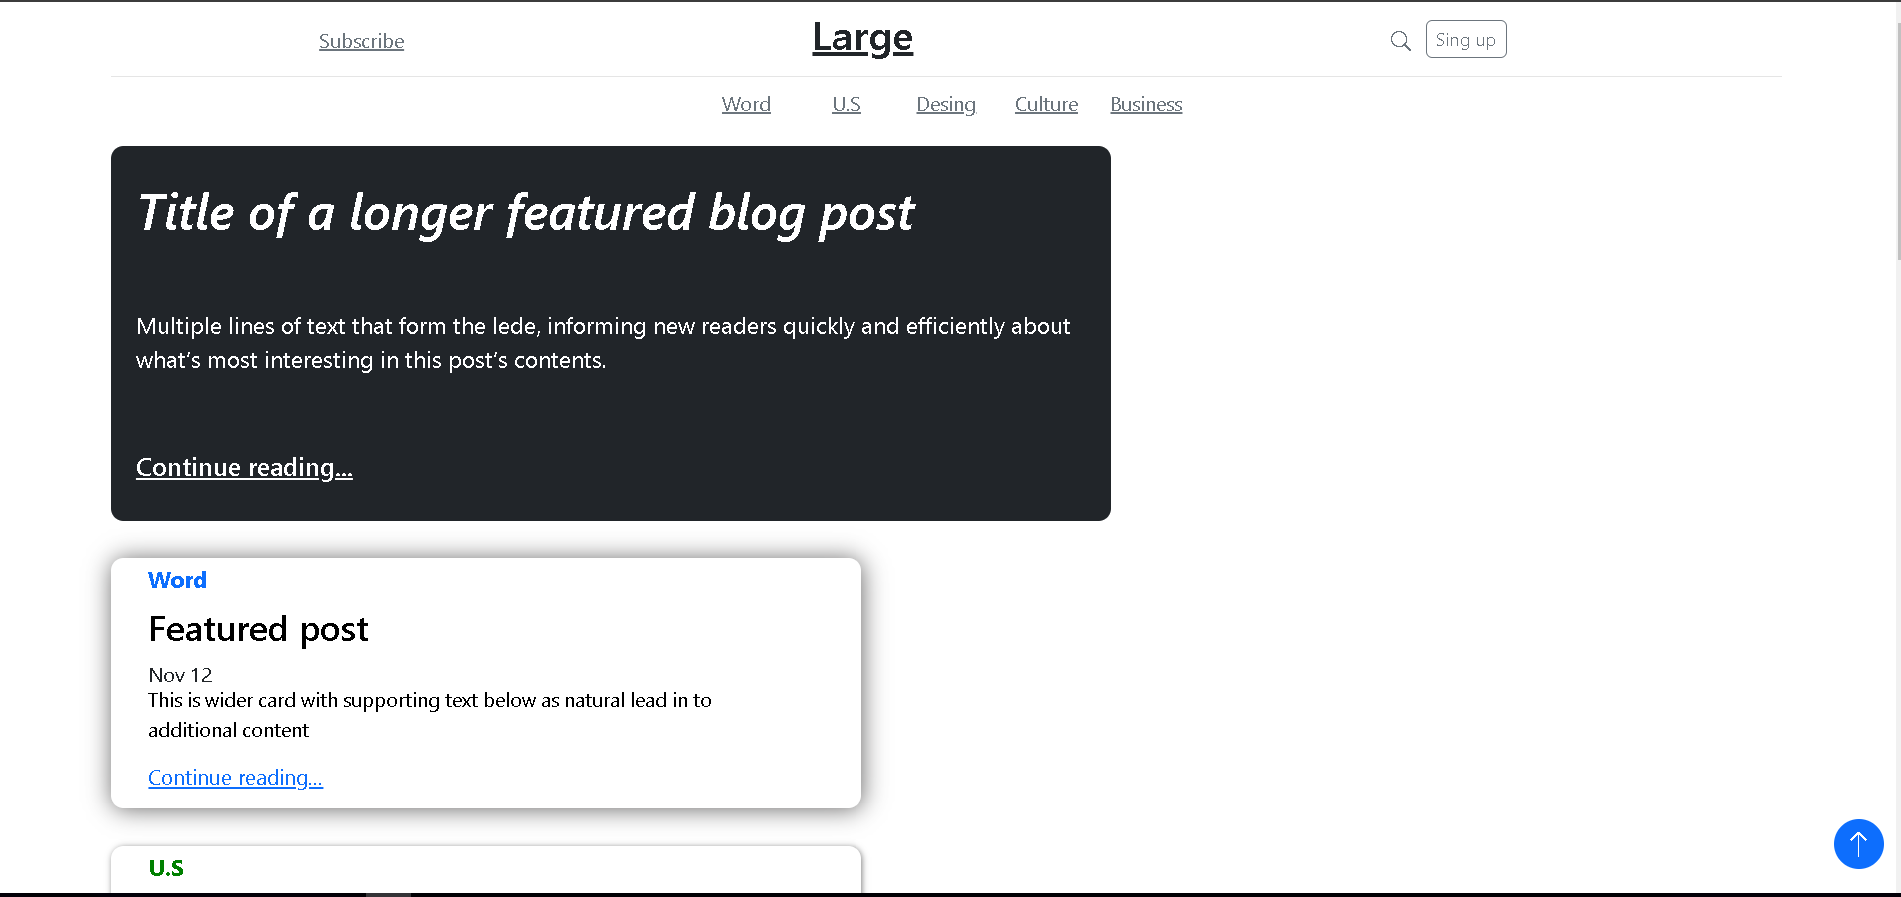 Subscribe
Large
Sing up
Word
U.S
Desing
Culture
Business
Title of a longer featured blog post
Multiple lines of text that form the lede, informing new readers quickly and efficiently about
what’s most interesting in this post’s contents.
Continue reading...
Word
Featured post
Nov 12
This is wider card with supporting text below as natural lead in to
additional content
Continue reading...
U.S